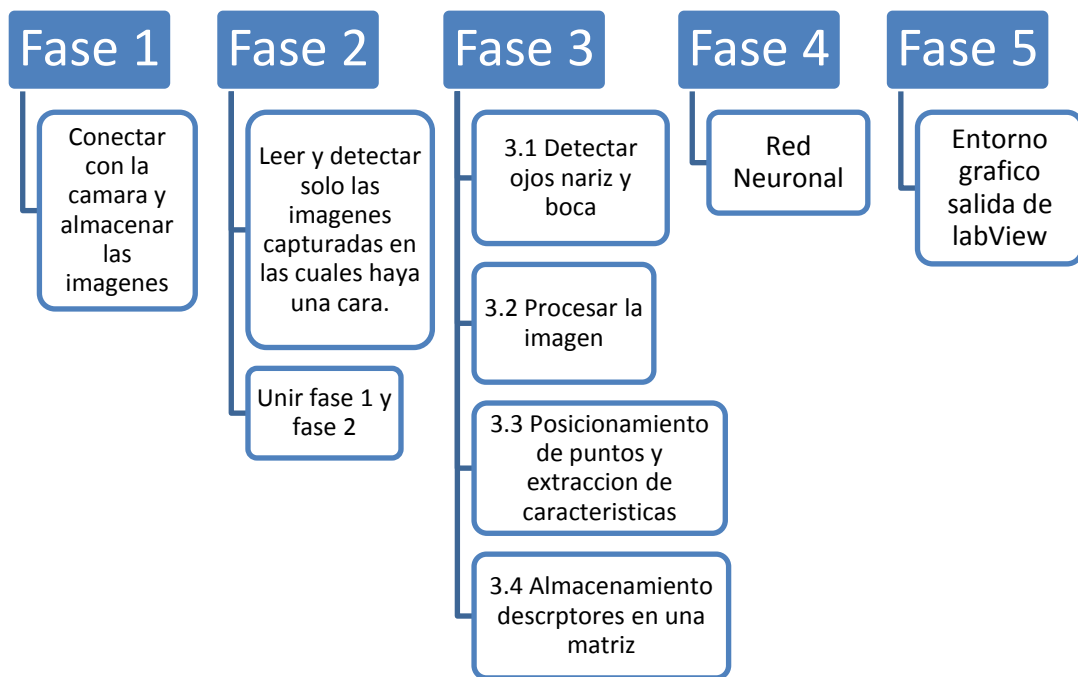 Fase 1
Conectar
con la
camara y
almacenar
las
imagenes
Fase 2
Leer y detectar
solo las
imagenes
capturadas en
las cuales haya
una cara.
Unir fase 1 y
fase 2
Fase 3
3.1 Detectar
ojos nariz y
boca
3.2 Procesar la
imagen
3.3 Posicionamiento
de puntos y
extraccion de
caracteristicas
3.4 Almacenamiento
descrptores en una
matriz
Fase 4
Red
Neuronal
Fase 5
Entorno
grafico
salida de
labView